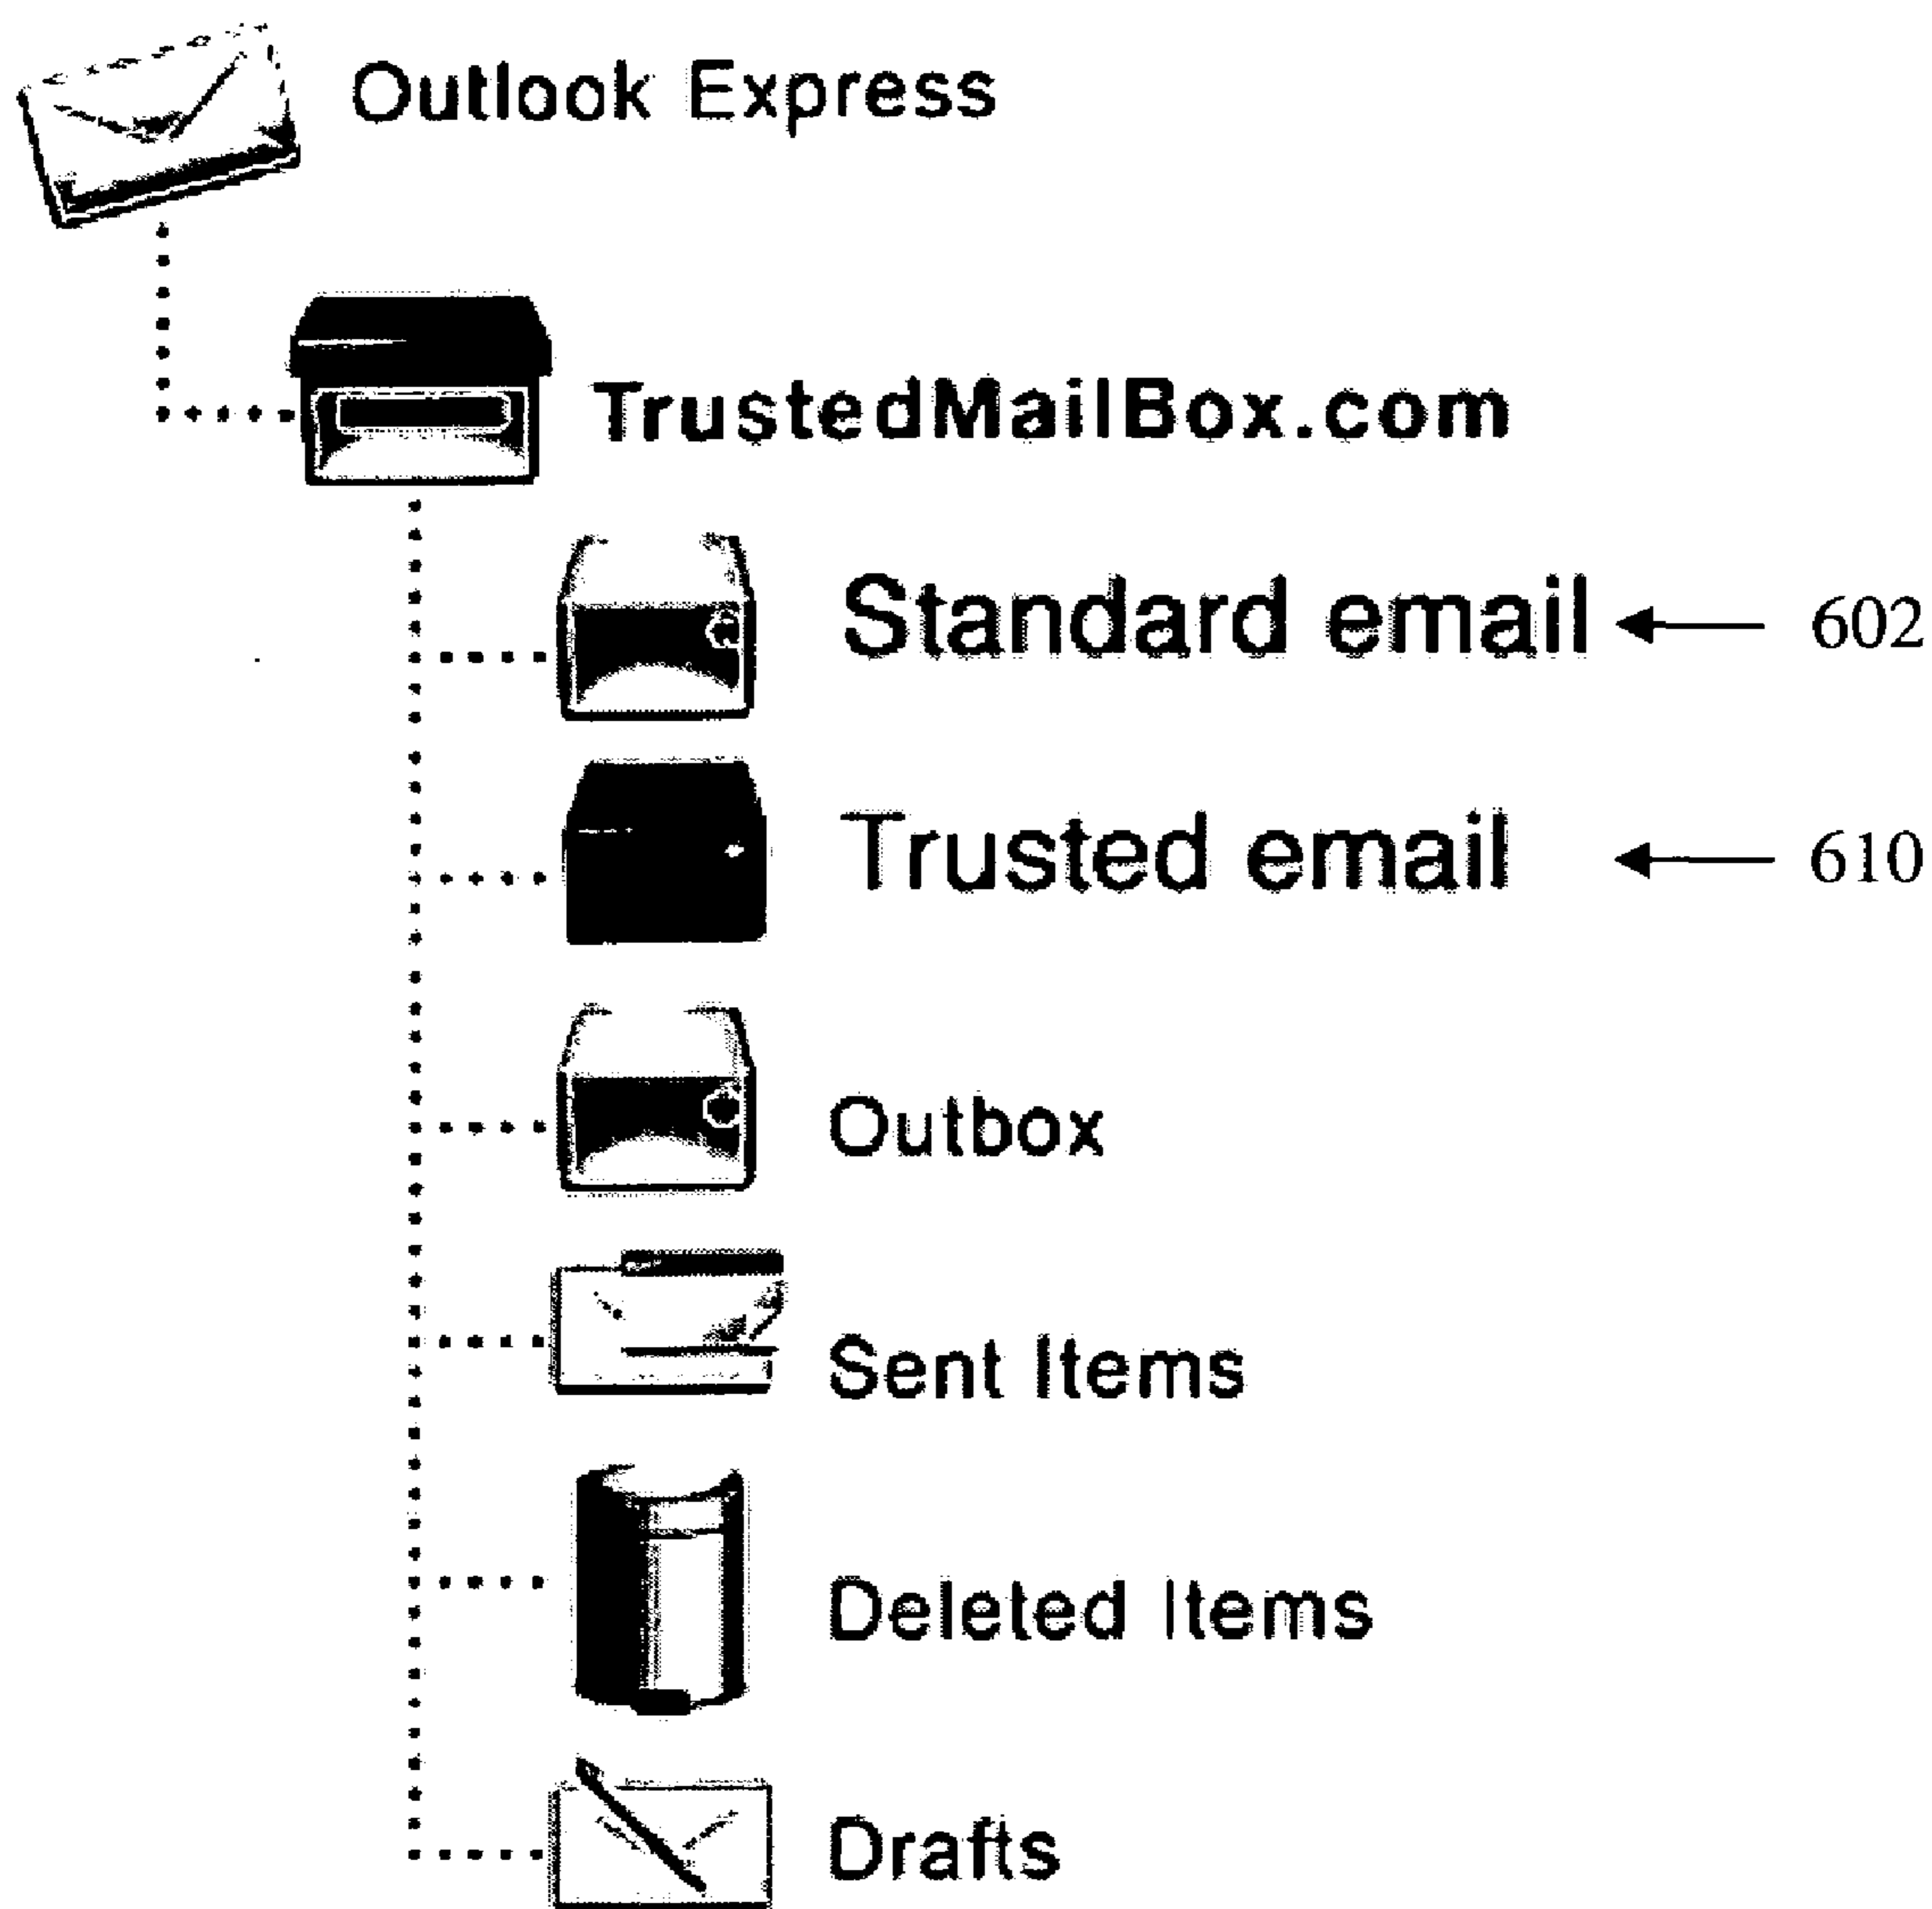 Outlook Express
TrustedMailBox.com
Standard email 602
Trusted email 610
Outbox
Sent Items
Deleted Items
Drafts